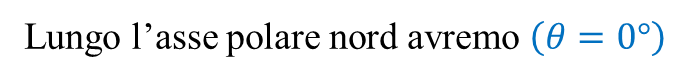 Lungo l’asse polare nord avremo (θ = 0°)